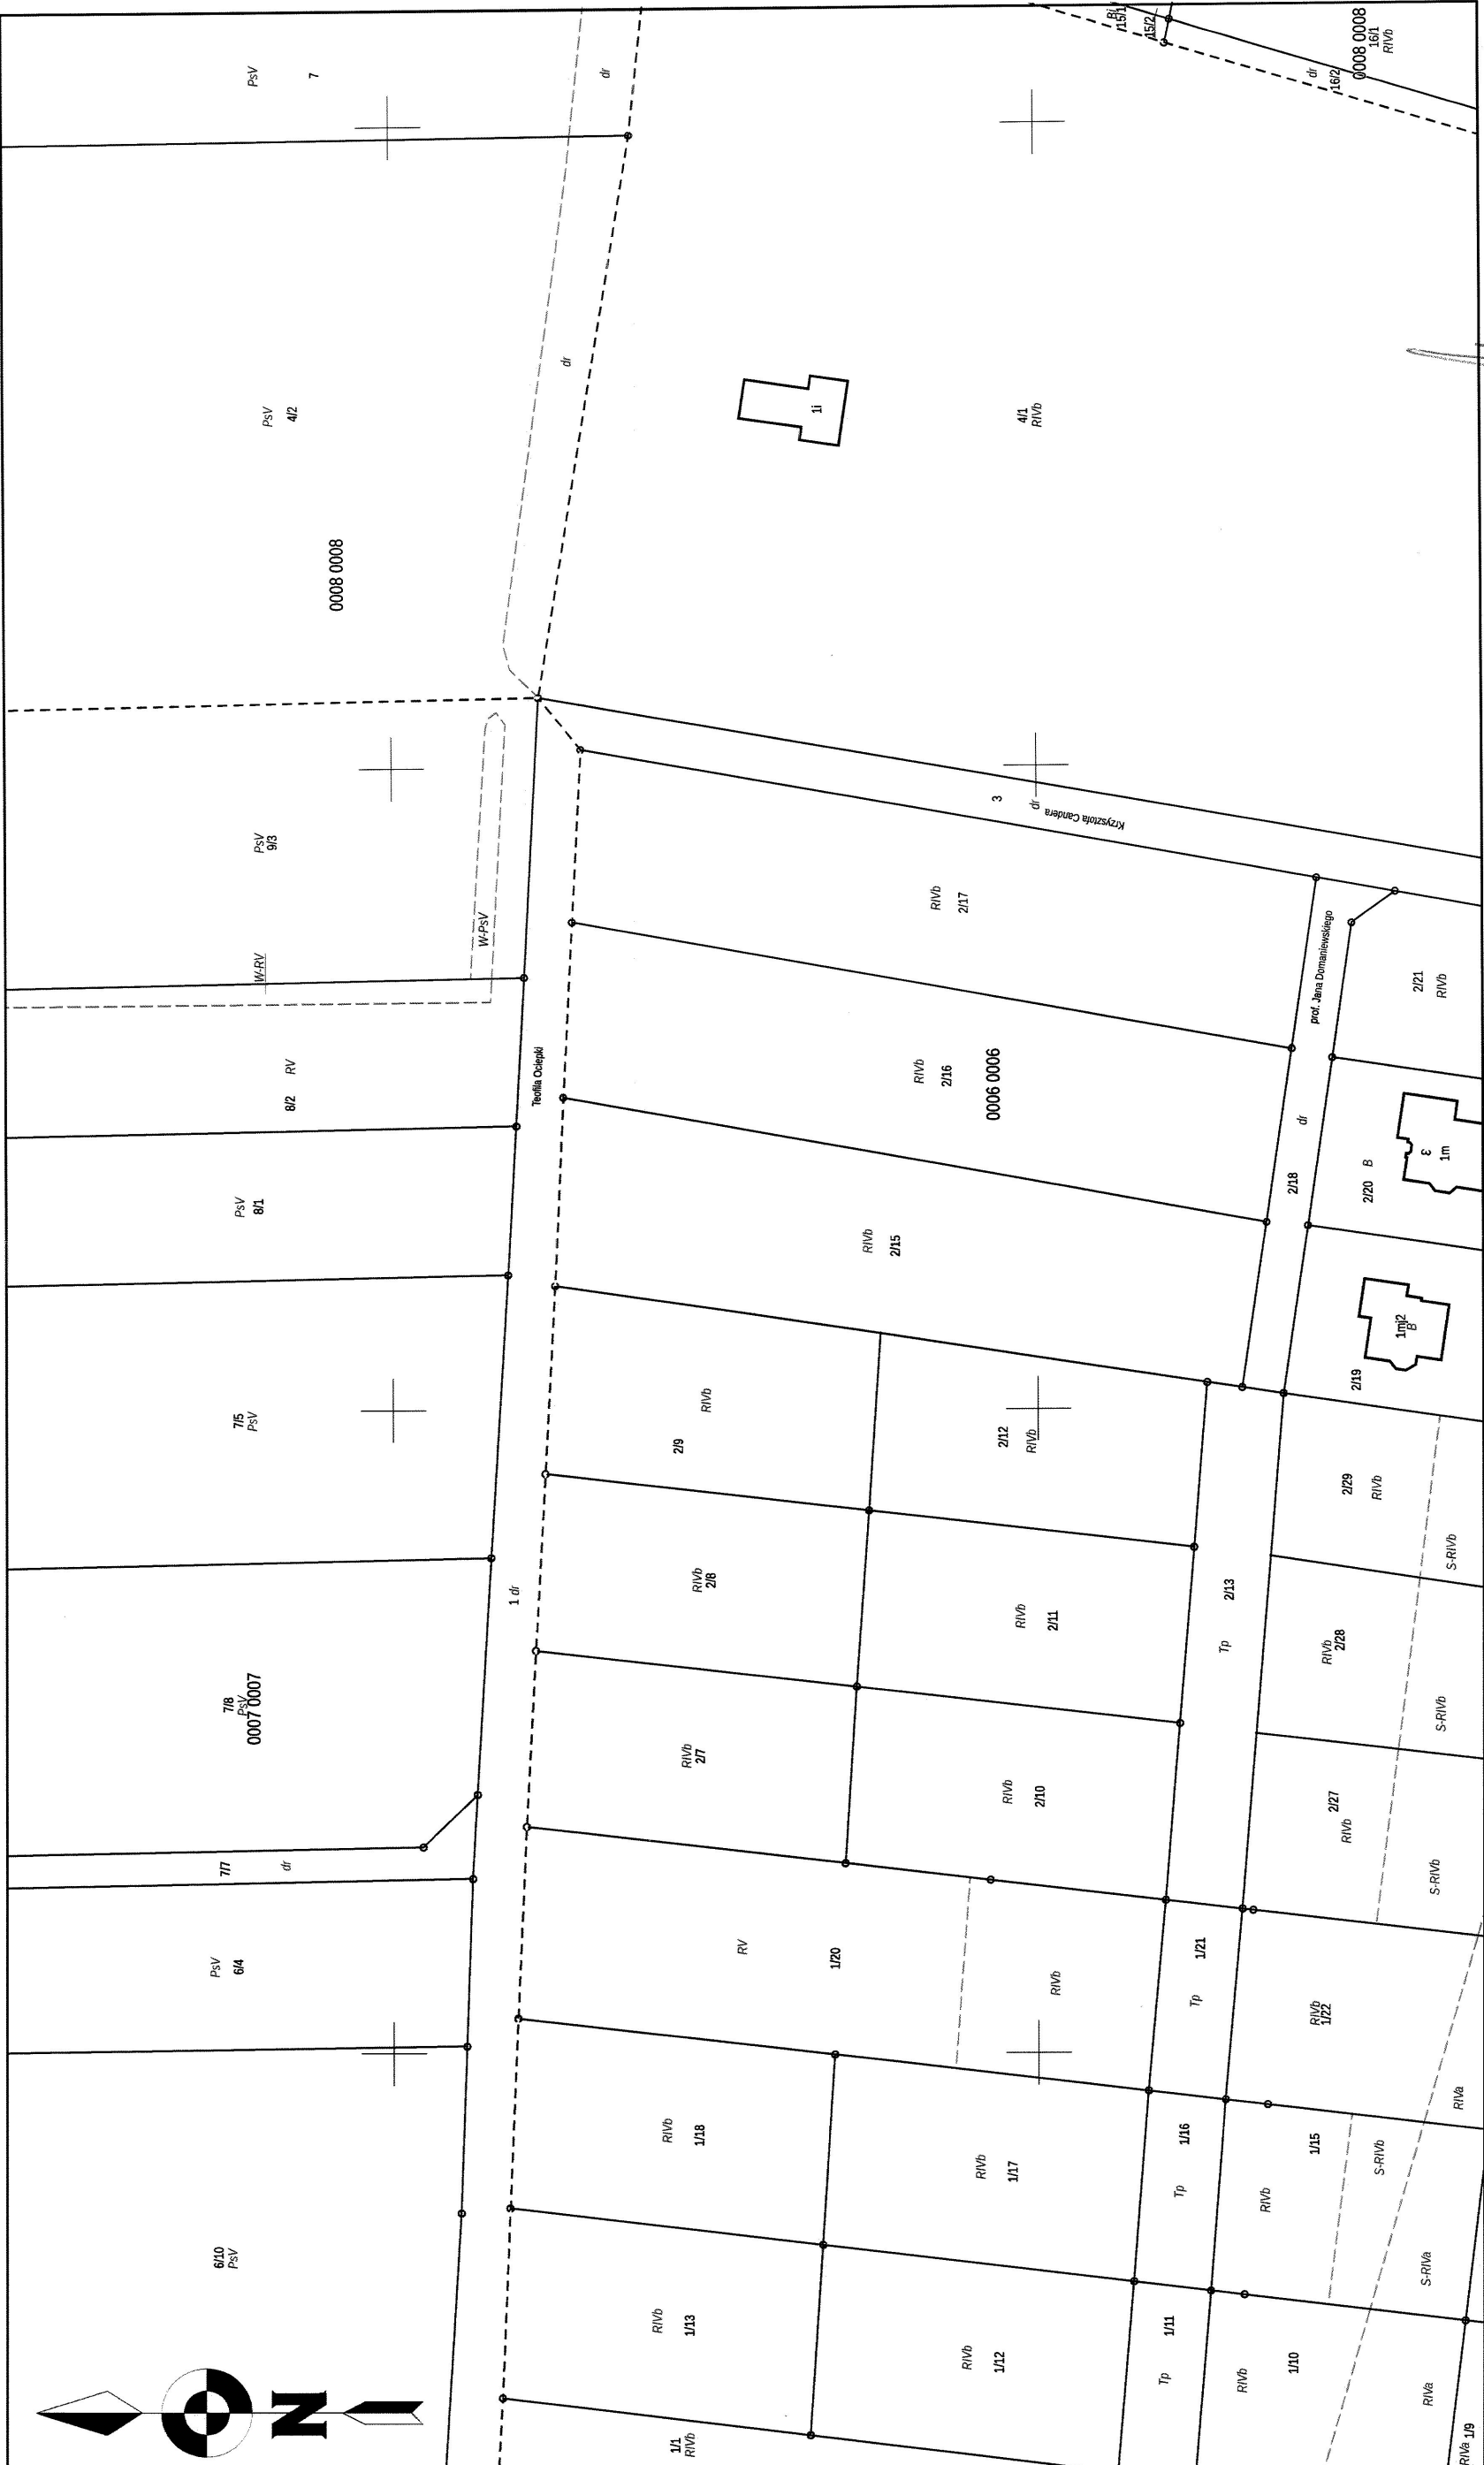 PsV
7
dr
Bi
15/1
15/2
dr
16/2
0008 0008
16/1
RIVb
PsV
4/2
dr
1i
4/1
RIVb
0008 0008
PsV
9/3
W-PsV
W-RV
3
dr
Krzysztofa Candera
RIVb
2/17
prof. Jana Domaniewskiego
2/21
RIVb
8/2
RV
Teofila Ociepki
RIVb
2/16
0006 0006
dr
2/18
2/20
B
3
1m
PsV
8/1
RIVb
2/15
1mj2
B
2/19
7/5
PsV
2/9
RIVb
2/12
RIVb
2/29
RIVb
S-RIVb
1 dr
RIVb
2/8
RIVb
2/11
2/13
Tp
RIVb
2/28
S-RIVb
7/8
PsV
0007 0007
RIVb
2/7
RIVb
2/10
2/27
RIVb
S-RIVb
7/7
dr
PsV
6/4
RV
1/20
RIVb
1/21
Tp
RIVb
1/22
RIVa
RIVb
1/18
RIVb
1/17
1/16
Tp
1/15
RIVb
S-RIVb
S-RIVa
6/10
PsV
RIVb
1/13
RIVb
1/12
1/11
Tp
1/10
RIVb
RIVa
N
1/1
RIVb
RIVa 1/9